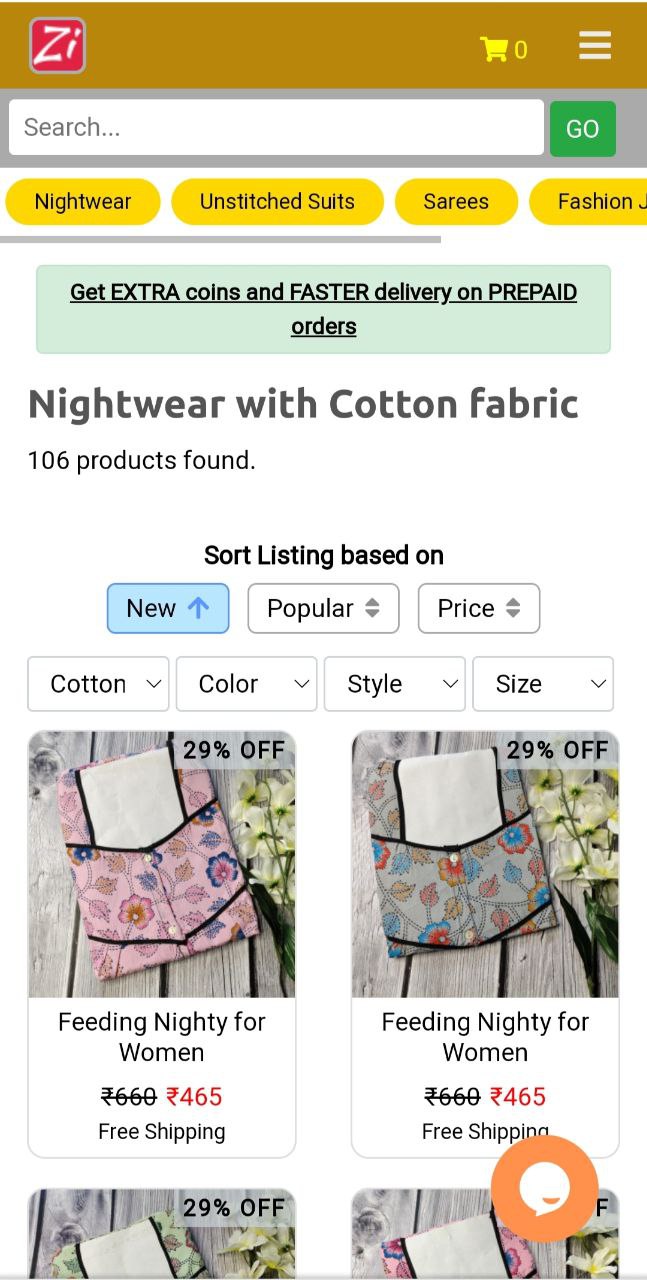 Zi
0
Search...
GO
Nightwear
Unstitched Suits
Sarees
Fashion J
Get EXTRA coins and FASTER delivery on PREPAID
orders
Nightwear with Cotton fabric
106 products found.
Sort Listing based on
New
Popular
Price
Cotton
Color
Style
Size
29% OFF
29% OFF
Feeding Nighty for
Women
₹660 ₹465
Free Shipping
Feeding Nighty for
Women
₹660 ₹465
Free Shipping
29% OFF
F